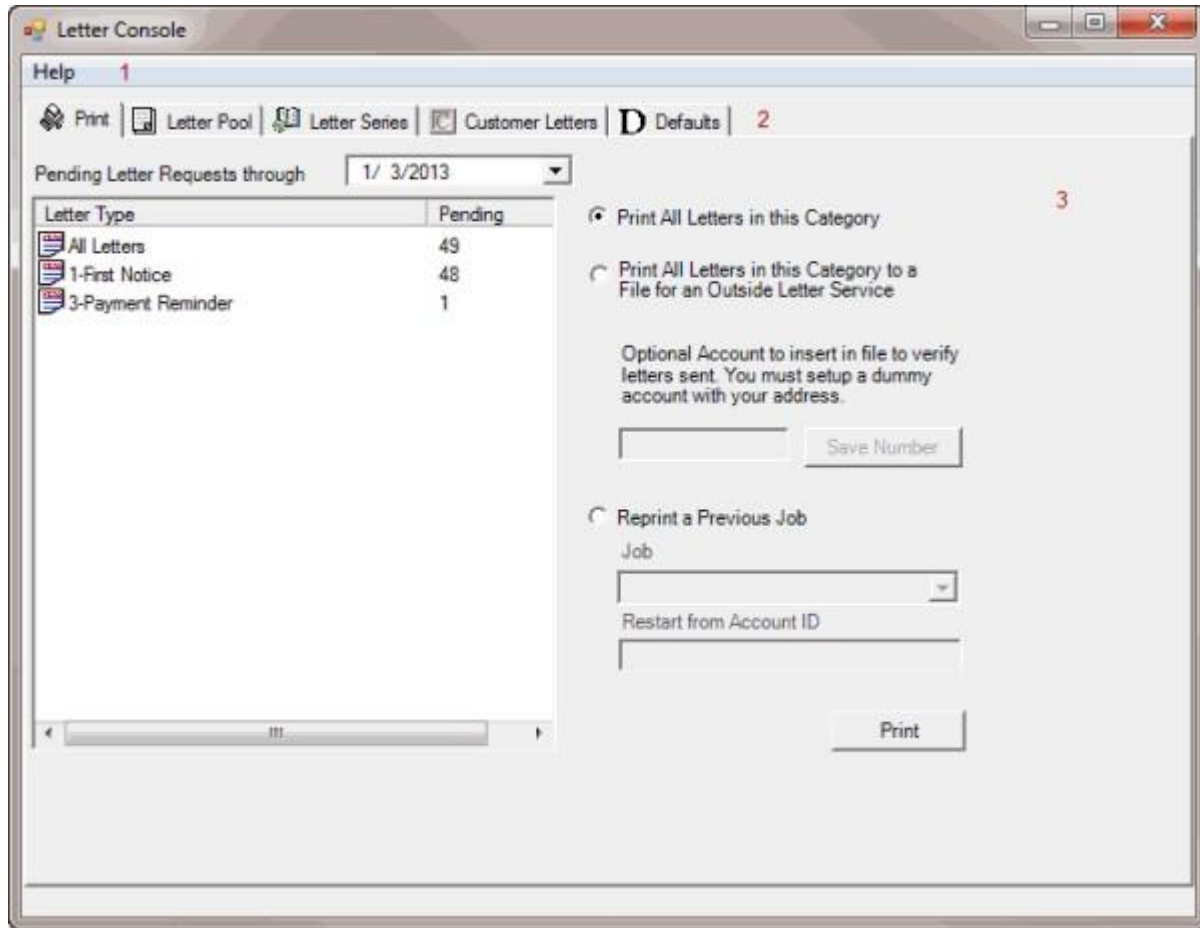 Letter Console
Help 1
Print Letter Pool Letter Series Customer Letters D Defaults 2
Pending Letter Requests through 1/ 3/2013
3
Letter Type Pending
All Letters 49
1-First Notice 48
3-Payment Reminder 1
Print All Letters in this Category
Print All Letters in this Category to a
File for an Outside Letter Service
Optional Account to insert in file to verify
letters sent. You must setup a dummy
account with your address.
Save Number
Reprint a Previous Job
Job
Restart from Account ID
Print